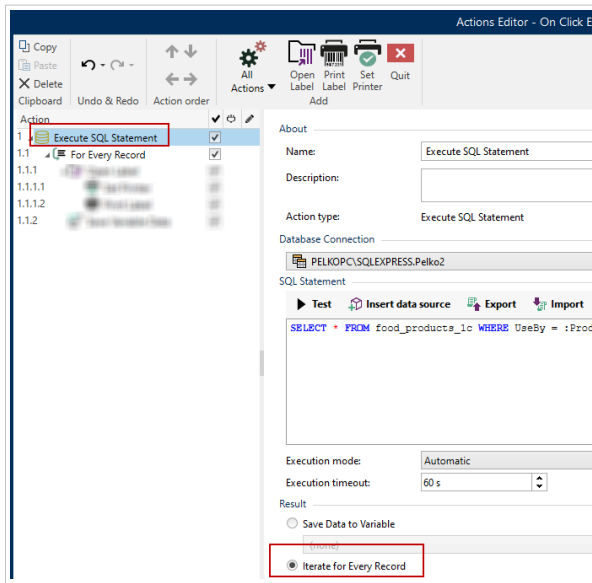 Actions Editor - On Click E
Copy
Paste
Delete
Clipboard
Undo & Redo
Action order
All
Actions
Open
Label
Print
Label
Set
Printer
Quit
Add
Action
1 Execute SQL Statement
1.1 For Every Record
1.1.1
1.1.1.1
1.1.1.2
1.1.2
About
Name: Execute SQL Statement
Description:
Action type: Execute SQL Statement
Database Connection
PELKOPC\SQLEXPRESS.Pelko2
SQL Statement
Test Insert data source Export Import
SELECT * FROM food_products_1c WHERE UseBy = :Prod
Execution mode: Automatic
Execution timeout: 60 s
Result
Save Data to Variable
(none)
Iterate for Every Record